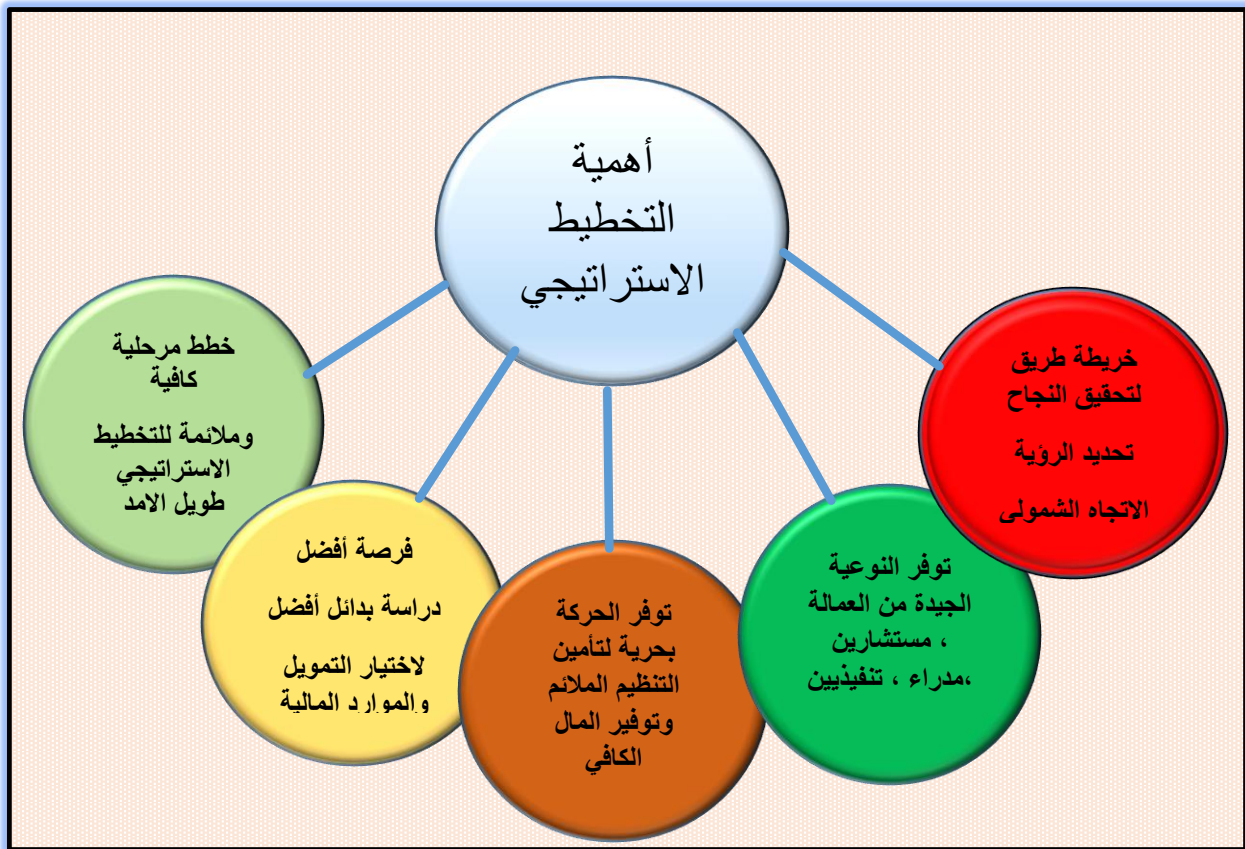 أهمية
التخطيط
الاستراتيجي
خريطة طريق
لتحقيق النجاح
تحديد الرؤية
الاتجاه الشمولي
توفر النوعية
الجيدة من العمالة
، مستشارين
،مدراء ، تنفيذيين
توفر الحركة
بحرية لتأمين
التنظيم الملائم
وتوفير المال
الكافي
فرصة أفضل
دراسة بدائل أفضل
لاختيار التمويل
والموارد المالية
خطط مرحلية
كافية
وملائمة للتخطيط
الاستراتيجي
طويل الامد